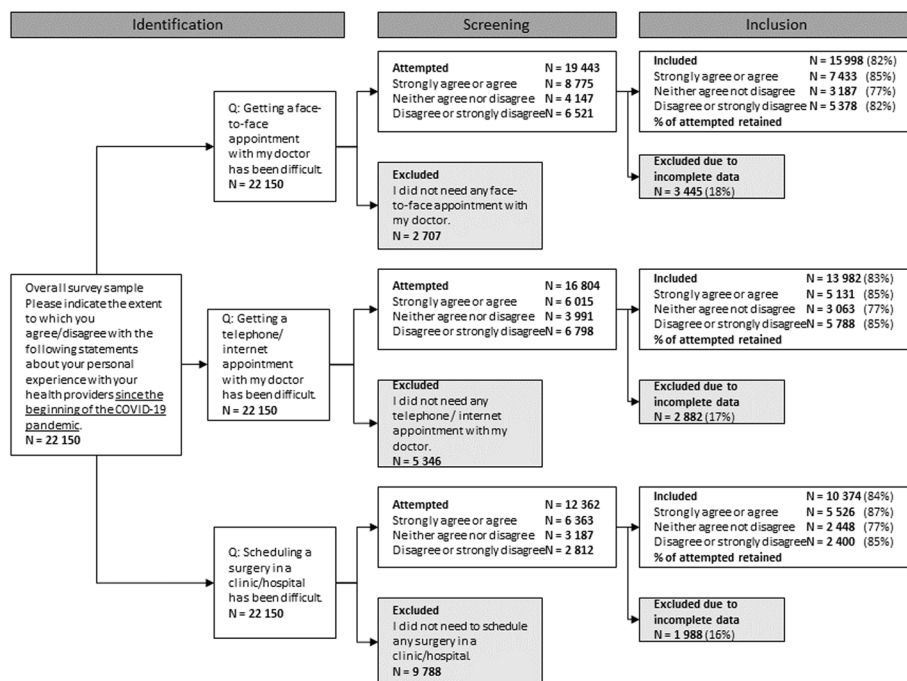 Identification
Screening
Inclusion
Overall survey sample
Please indicate the extent
to which you
agree/disagree with the
following statements
about your personal
experience with your
health providers since the
beginning of the COVID-19
pandemic.
N = 22 150
Q: Getting a face-
to-face
appointment
with my doctor
has been difficult.
N = 22 150
Attempted N = 19 443
Strongly agree or agree N = 8 775
Neither agree nor disagree N = 4 147
Disagree or strongly disagree N = 6 521
Excluded
I did not need any face-
to-face appointment with
my doctor.
N = 2 707
Included N = 15 998 (82%)
Strongly agree or agree N = 7 433 (85%)
Neither agree not disagree N = 3 187 (77%)
Disagree or strongly disagree N = 5 378 (82%)
% of attempted retained
Excluded due to
incomplete data
N = 3 445 (18%)
Q: Getting a
telephone/
internet
appointment
with my doctor
has been difficult.
N = 22 150
Attempted N = 16 804
Strongly agree or agree N = 6 015
Neither agree nor disagree N = 3 991
Disagree or strongly disagree N = 6 798
Excluded
I did not need any
telephone / internet
appointment with my
doctor.
N = 5 346
Included N = 13 982 (83%)
Strongly agree or agree N = 5 131 (85%)
Neither agree not disagree N = 3 063 (77%)
Disagree or strongly disagree N = 5 788 (85%)
% of attempted retained
Excluded due to
incomplete data
N = 2 882 (17%)
Q: Scheduling a
surgery in a
clinic/hospital
has been difficult.
N = 22 150
Attempted N = 12 362
Strongly agree or agree N = 6 363
Neither agree nor disagree N = 3 187
Disagree or strongly disagree N = 2 812
Excluded
I did not need to schedule
any surgery in a
clinic/hospital.
N = 9 788
Included N = 10 374 (84%)
Strongly agree or agree N = 5 526 (87%)
Neither agree not disagree N = 2 448 (77%)
Disagree or strongly disagree N = 2 400 (85%)
% of attempted retained
Excluded due to
incomplete data
N = 1 988 (16%)